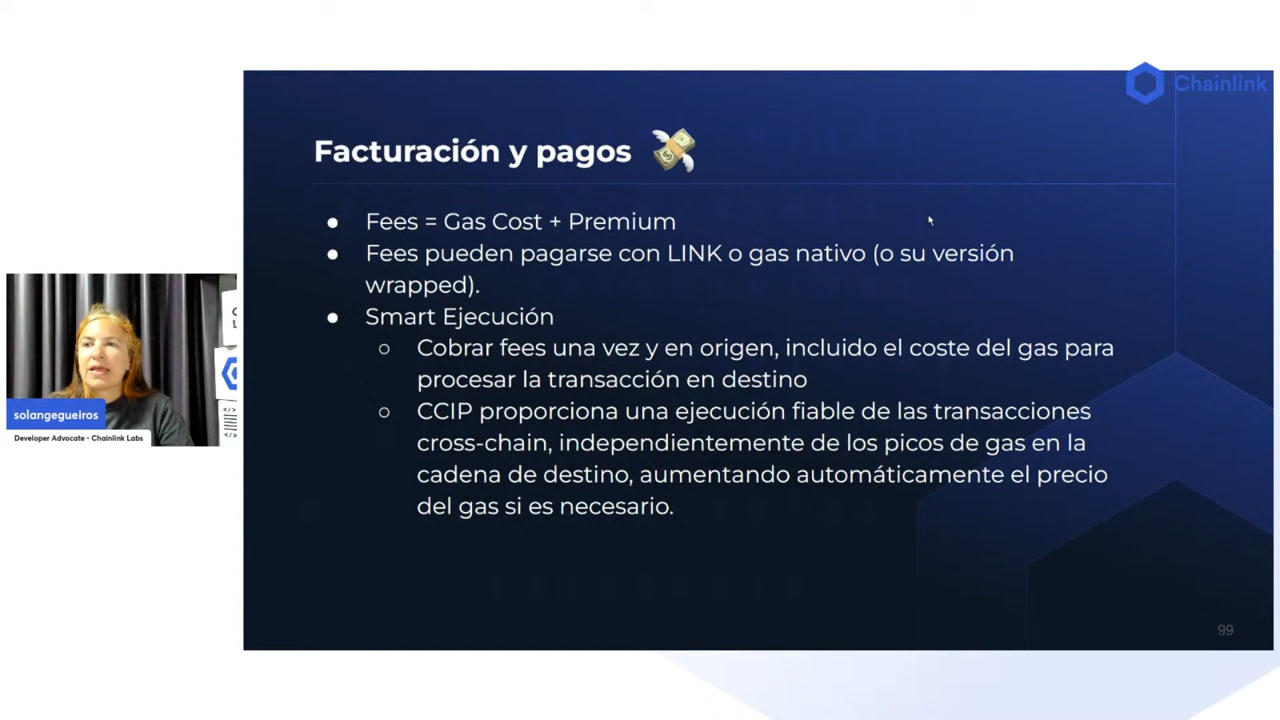 Chainlink
Facturación y pagos
Fees = Gas Cost + Premium
Fees pueden pagarse con LINK o gas nativo (o su versión
wrapped).
Smart Ejecución
Cobrar fees una vez y en origen, incluido el coste del gas para
procesar la transacción en destino
CCIP proporciona una ejecución fiable de las transacciones
cross-chain, independientemente de los picos de gas en la
cadena de destino, aumentando automáticamente el precio
del gas si es necesario.
99
solangegueiros
Developer Advocate - Chainlink Labs